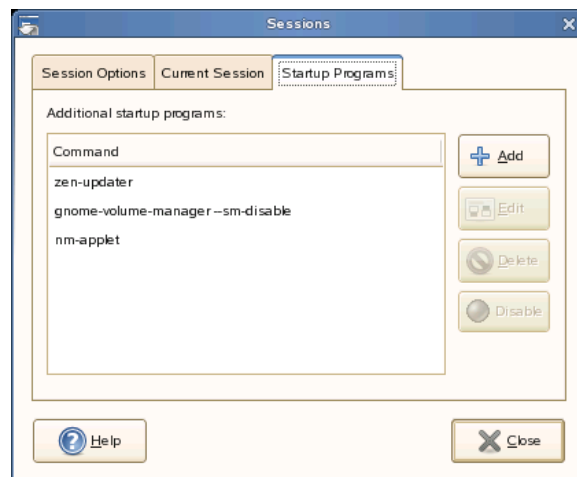 Sessions
Session Options
Current Session
Startup Programs
Additional startup programs:
Command
zen-updater
gnome-volume-manager --sm-disable
nm-applet
Add
Edit
Delete
Disable
Help
Close